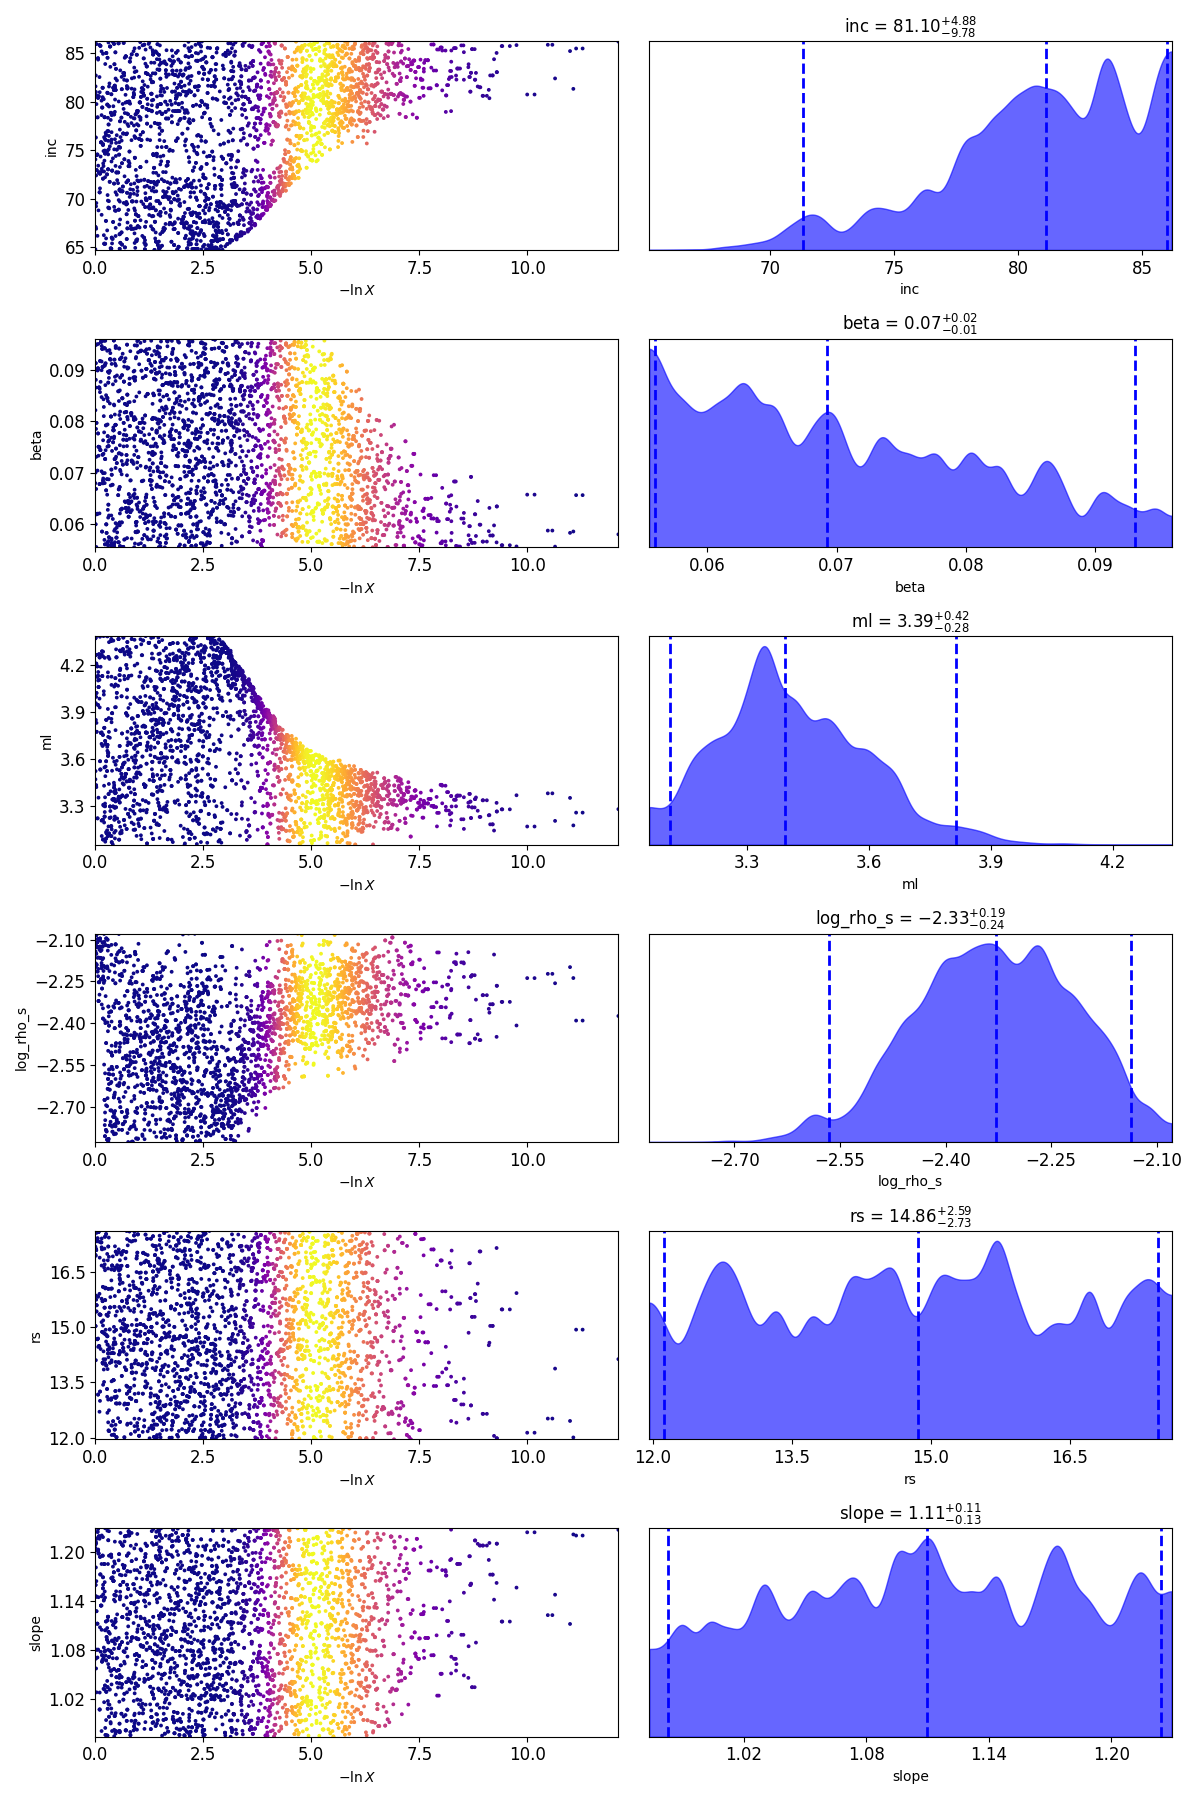 inc = 81.10^{+4.88}_{-9.78}
85
80
75
70
65
inc
0.0 2.5 5.0 7.5 10.0
−ln X
70 75 80 85
inc
beta = 0.07^{+0.02}_{-0.01}
0.09
0.08
0.07
0.06
beta
0.0 2.5 5.0 7.5 10.0
−ln X
0.06 0.07 0.08 0.09
beta
ml = 3.39^{+0.42}_{-0.28}
4.2
3.9
3.6
3.3
ml
0.0 2.5 5.0 7.5 10.0
−ln X
3.3 3.6 3.9 4.2
ml
log_rho_s = −2.33^{+0.19}_{-0.24}
−2.10
−2.25
−2.40
−2.55
−2.70
log_rho_s
0.0 2.5 5.0 7.5 10.0
−ln X
−2.70 −2.55 −2.40 −2.25 −2.10
log_rho_s
rs = 14.86^{+2.59}_{-2.73}
16.5
15.0
13.5
12.0
rs
0.0 2.5 5.0 7.5 10.0
−ln X
12.0 13.5 15.0 16.5
rs
slope = 1.11^{+0.11}_{-0.13}
1.20
1.14
1.08
1.02
slope
0.0 2.5 5.0 7.5 10.0
−ln X
1.02 1.08 1.14 1.20
slope